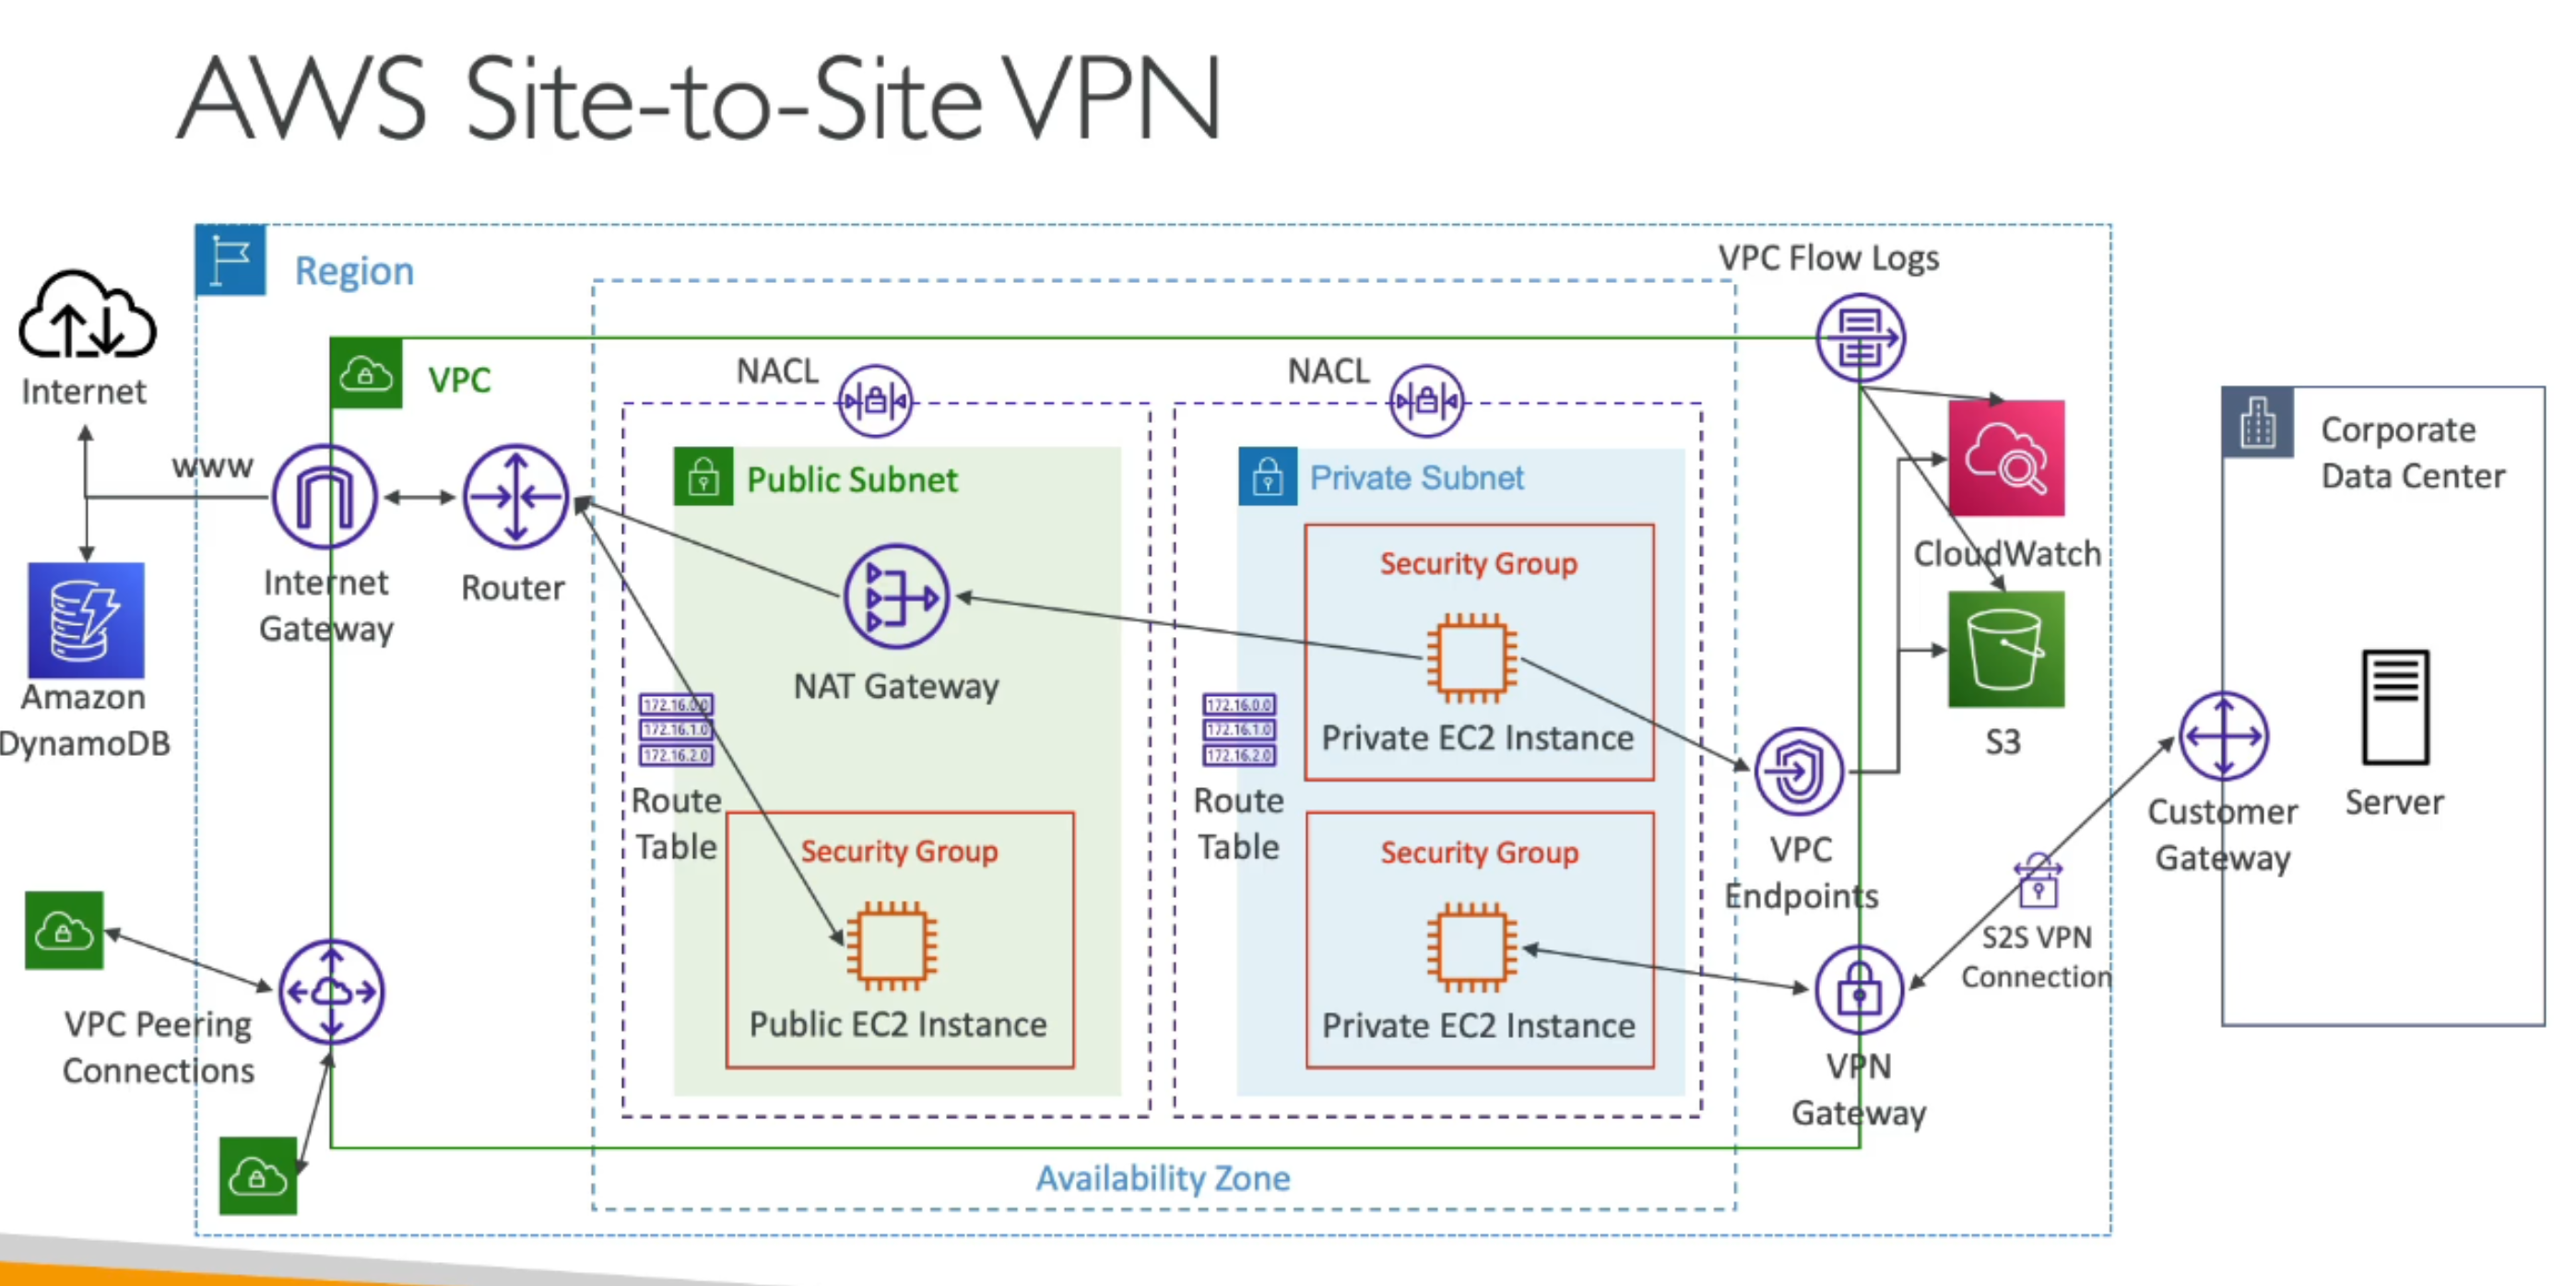 AWS Site-to-Site VPN
Region
VPC Flow Logs
Internet
VPC
NACL
NACL
www
Public Subnet
Private Subnet
Corporate
Data Center
Internet
Gateway
Router
Security Group
CloudWatch
Amazon
DynamoDB
NAT Gateway
172.16.0.0
172.16.1.0
172.16.2.0
Route
Table
172.16.0.0
172.16.1.0
172.16.2.0
Route
Table
Private EC2 Instance
S3
Server
Customer
Gateway
VPC
Endpoints
Security Group
Security Group
S2S VPN
Connection
VPC Peering
Connections
Public EC2 Instance
Private EC2 Instance
VPN
Gateway
Availability Zone